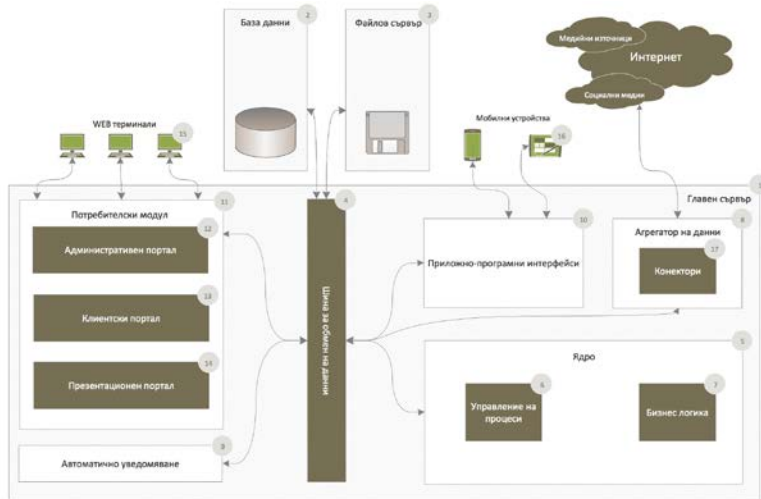 База данни
2
Файлов сървър
3
Медийни източници
Интернет
Социални медии
WEB терминали
15
Мобилни устройства
16
1
Главен сървър
Потребителски модул
11
Административен портал
12
Клиентски портал
13
Презентационен портал
14
Автоматично уведомяване
9
4
Шина за обмен на данни
Приложно-програмни интерфейси
10
Агрегатор на данни
8
Конектори
17
Ядро
5
Управление на
процеси
6
Бизнес логика
7